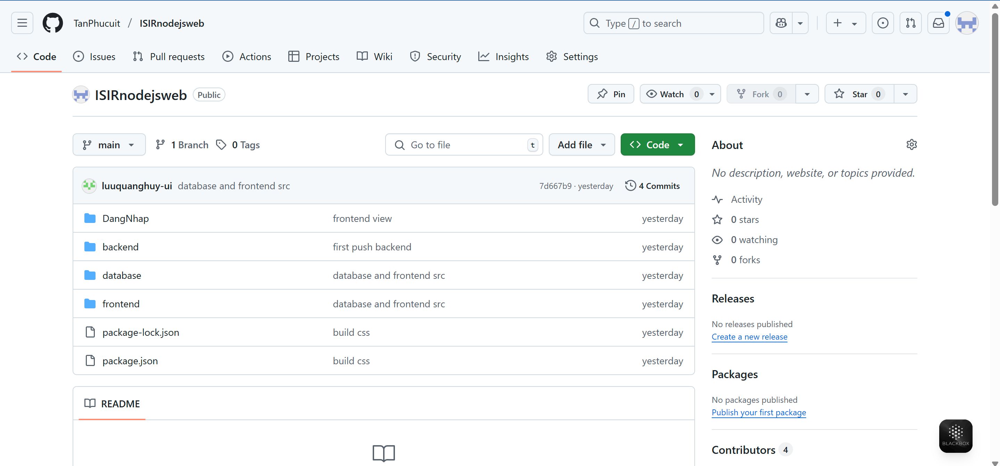 TanPhucuit / ISIRnodejsweb
Type / to search
Code Issues Pull requests Actions Projects Wiki Security Insights Settings
ISIRnodejsweb Public
Pin Watch 0 Fork 0 Star 0
main 1 Branch 0 Tags
Go to file t Add file Code
luuquanghuy-ui database and frontend src 7d667b9 · yesterday 4 Commits
DangNhap frontend view yesterday
backend first push backend yesterday
database database and frontend src yesterday
frontend database and frontend src yesterday
package-lock.json build css yesterday
package.json build css yesterday
README
About
No description, website, or topics provided.
Activity
0 stars
0 watching
0 forks
Releases
No releases published
Create a new release
Packages
No packages published
Publish your first package
Contributors 4
BLACKBOX